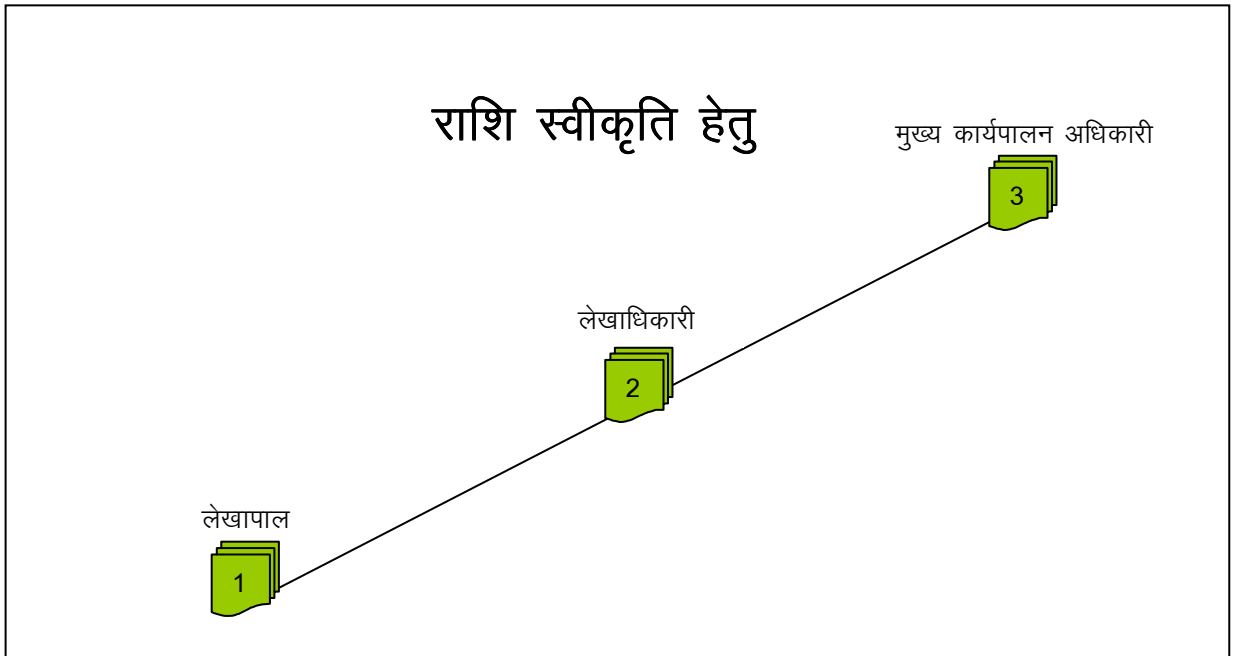 राशि स्वीकृति हेतु
मुख्य कार्यपालन अधिकारी
3
लेखाधिकारी
2
लेखापाल
1